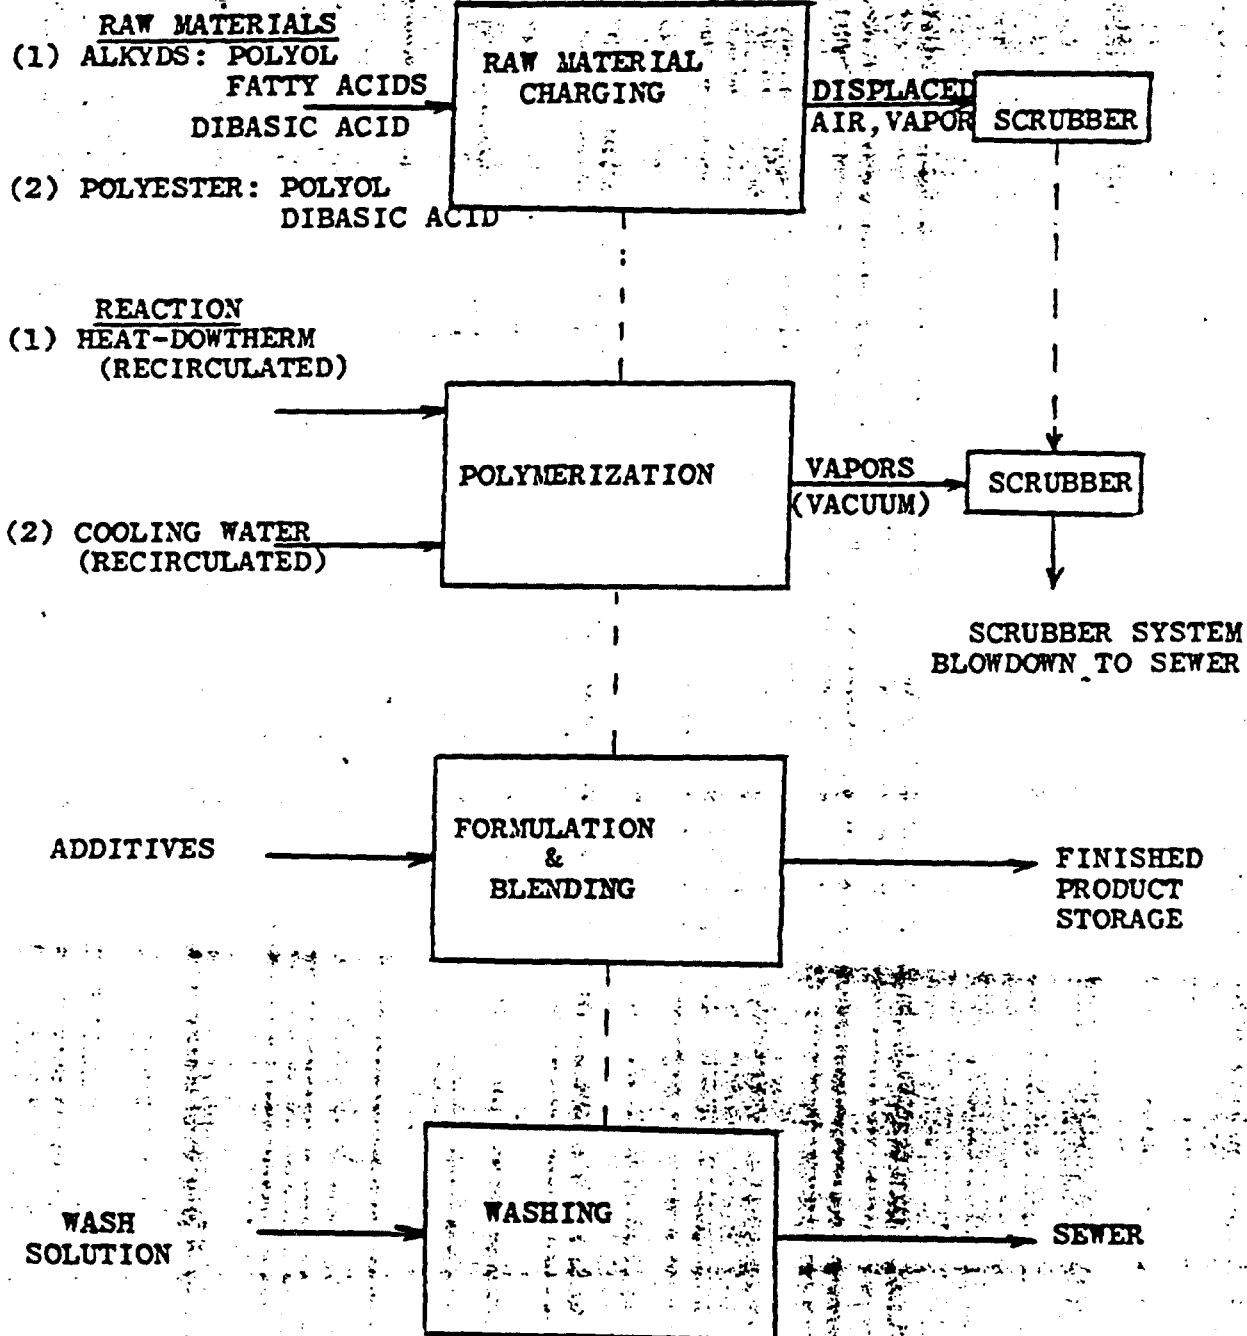 RAW MATERIALS
(1) ALKYDS: POLYOL
FATTY ACIDS
DIBASIC ACID
(2) POLYESTER: POLYOL
DIBASIC ACID
RAW MATERIAL
CHARGING
DISPLACED
AIR, VAPOR
SCRUBBER
REACTION
(1) HEAT-DOWTHERM
(RECIRCULATED)
(2) COOLING WATER
(RECIRCULATED)
POLYMERIZATION
VAPORS
(VACUUM)
SCRUBBER
SCRUBBER SYSTEM
BLOWDOWN TO SEWER
ADDITIVES
FORMULATION
&
BLENDING
FINISHED
PRODUCT
STORAGE
WASH
SOLUTION
WASHING
SEWER